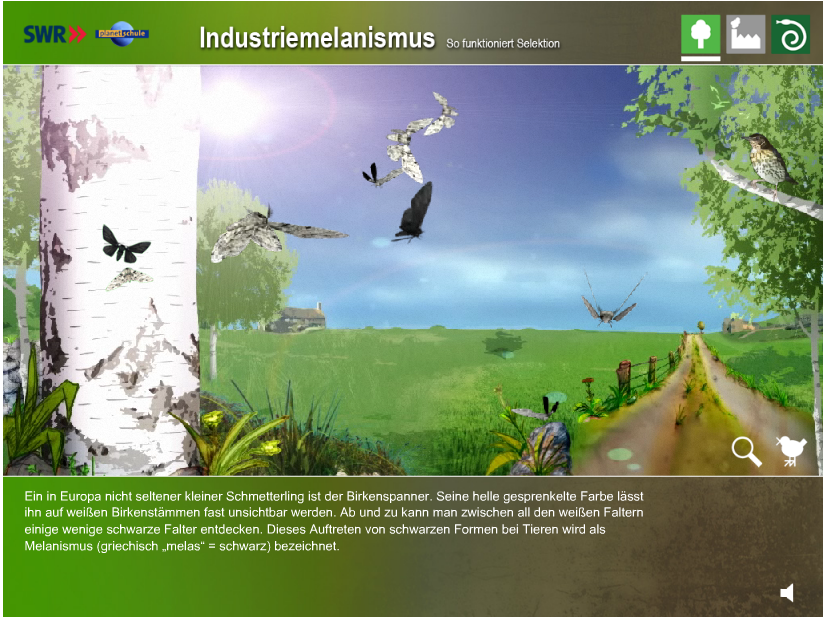 SWR planet schule
Industriemelanismus So funktioniert Selektion
Ein in Europa nicht seltener kleiner Schmetterling ist der Birkenspanner. Seine helle gesprenkelte Farbe lässt
ihn auf weißen Birkenstämmen fast unsichtbar werden. Ab und zu kann man zwischen all den weißen Faltern
einige wenige schwarze Falter entdecken. Dieses Auftreten von schwarzen Formen bei Tieren wird als
Melanismus (griechisch „melas“ = schwarz) bezeichnet.